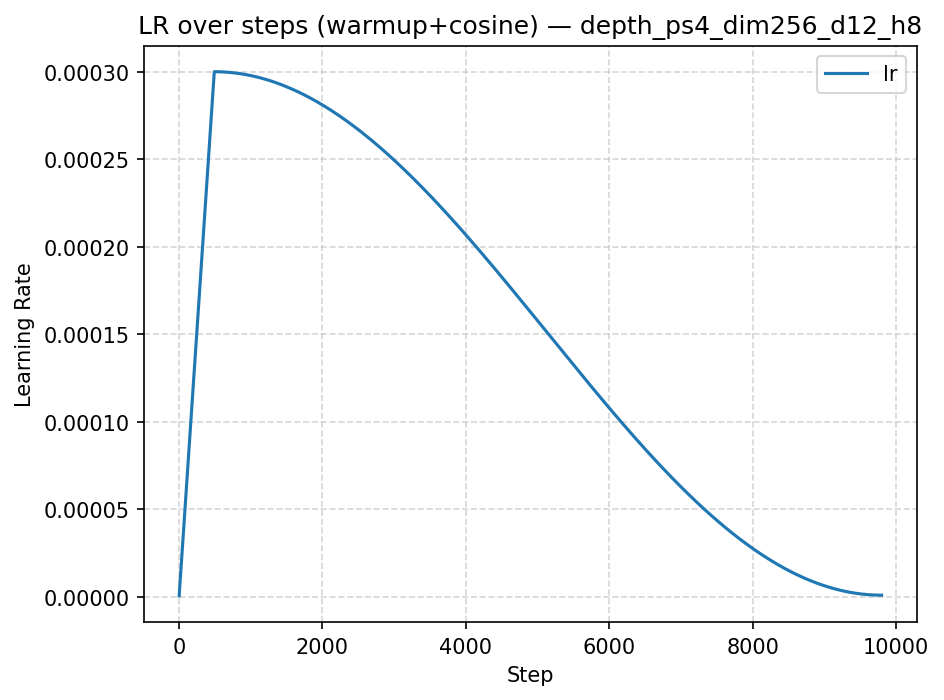 LR over steps (warmup+cosine) — depth_ps4_dim256_d12_h8
lr
0.00030
0.00025
0.00020
0.00015
0.00010
0.00005
0.00000
Learning Rate
0 2000 4000 6000 8000 10000
Step